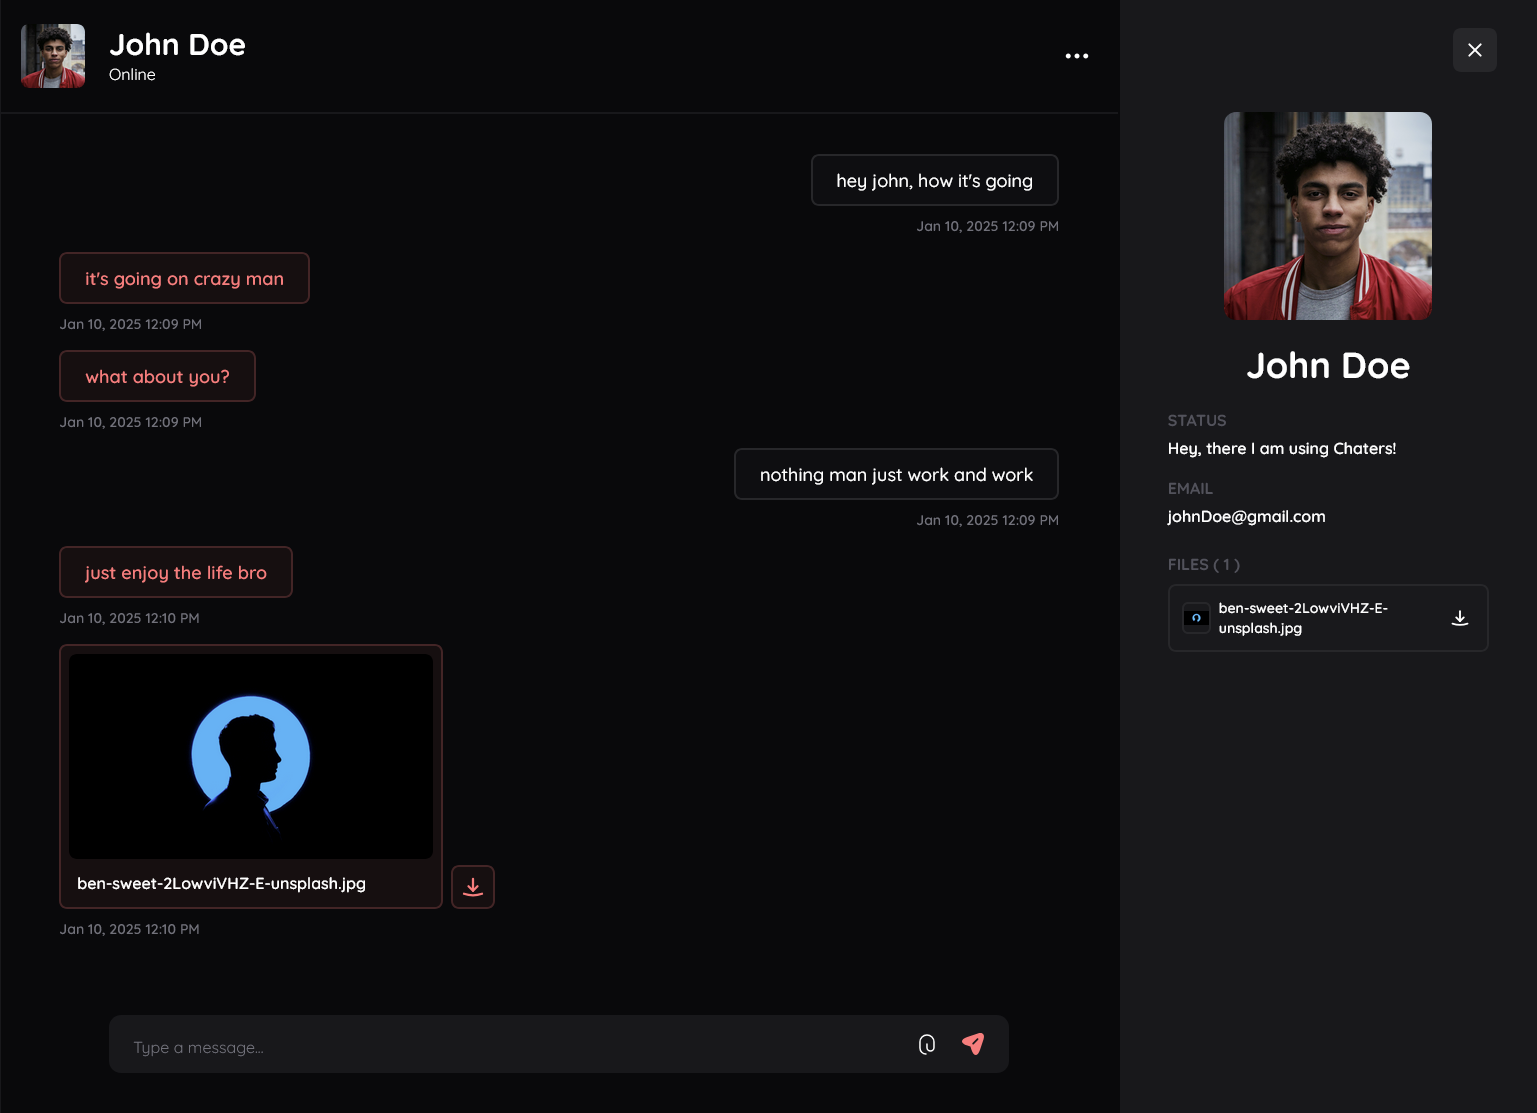 John Doe
Online
hey john, how it's going
Jan 10, 2025 12:09 PM
it's going on crazy man
Jan 10, 2025 12:09 PM
what about you?
Jan 10, 2025 12:09 PM
nothing man just work and work
Jan 10, 2025 12:09 PM
just enjoy the life bro
Jan 10, 2025 12:10 PM
ben-sweet-2LowviVHZ-E-unsplash.jpg
Jan 10, 2025 12:10 PM
Type a message...
John Doe
STATUS
Hey, there I am using Chaters!
EMAIL
johnDoe@gmail.com
FILES ( 1 )
ben-sweet-2LowviVHZ-E-
unsplash.jpg